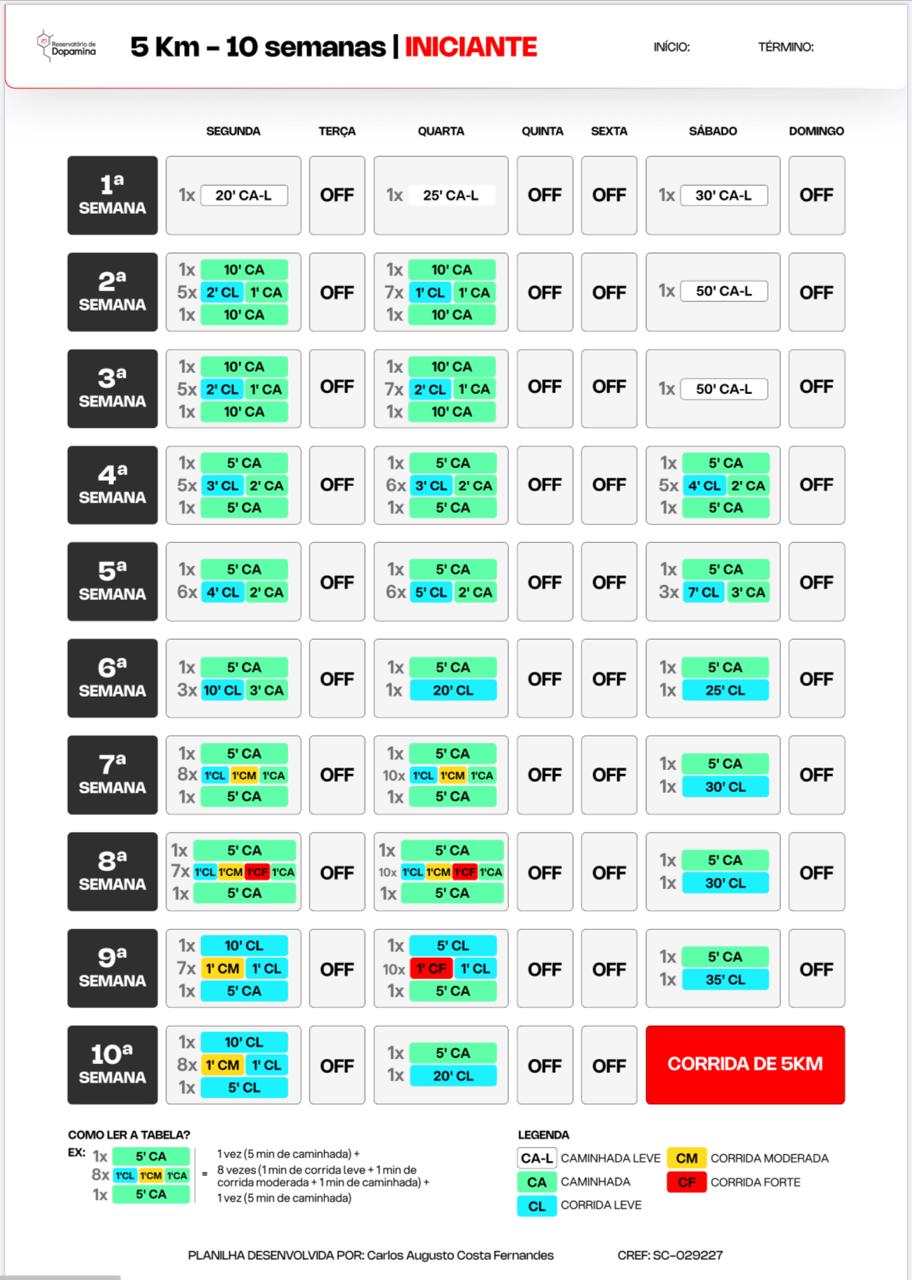 Reservatório de
Dopamina
5 Km - 10 semanas | INICIANTE
INÍCIO: TÉRMINO:
SEGUNDA TERÇA QUARTA QUINTA SEXTA SÁBADO DOMINGO
1ª
SEMANA
1x 20' CA-L
OFF
1x 25' CA-L
OFF
OFF
1x 30' CA-L
OFF
2ª
SEMANA
1x 10' CA
5x 2' CL 1' CA
1x 10' CA
OFF
1x 10' CA
7x 1' CL 1' CA
1x 10' CA
OFF
OFF
1x 50' CA-L
OFF
3ª
SEMANA
1x 10' CA
5x 2' CL 1' CA
1x 10' CA
OFF
1x 10' CA
7x 2' CL 1' CA
1x 10' CA
OFF
OFF
1x 50' CA-L
OFF
4ª
SEMANA
1x 5' CA
5x 3' CL 2' CA
1x 5' CA
OFF
1x 5' CA
6x 3' CL 2' CA
1x 5' CA
OFF
OFF
1x 5' CA
5x 4' CL 2' CA
1x 5' CA
OFF
5ª
SEMANA
1x 5' CA
6x 4' CL 2' CA
OFF
1x 5' CA
6x 5' CL 2' CA
OFF
OFF
1x 5' CA
3x 7' CL 3' CA
OFF
6ª
SEMANA
1x 5' CA
3x 10' CL 3' CA
OFF
1x 5' CA
1x 20' CL
OFF
OFF
1x 5' CA
1x 25' CL
OFF
7ª
SEMANA
1x 5' CA
8x 1'CL 1'CM 1'CA
1x 5' CA
OFF
1x 5' CA
10x 1'CL 1'CM 1'CA
1x 5' CA
OFF
OFF
1x 5' CA
1x 30' CL
OFF
8ª
SEMANA
1x 5' CA
7x 1'CL 1'CM 1'CF 1'CA
1x 5' CA
OFF
1x 5' CA
10x 1'CL 1'CM 1'CF 1'CA
1x 5' CA
OFF
OFF
1x 5' CA
1x 30' CL
OFF
9ª
SEMANA
1x 10' CL
7x 1' CM 1' CL
1x 5' CA
OFF
1x 5' CL
10x 1' CF 1' CL
1x 5' CA
OFF
OFF
1x 5' CA
1x 35' CL
OFF
10ª
SEMANA
1x 10' CL
8x 1' CM 1' CL
1x 5' CL
OFF
1x 5' CA
1x 20' CL
OFF
OFF
CORRIDA DE 5KM
COMO LER A TABELA?
EX: 1x 5' CA
8x 1'CL 1'CM 1'CA
1x 5' CA
=
1 vez (5 min de caminhada) +
8 vezes (1 min de corrida leve + 1 min de
corrida moderada + 1 min de caminhada) +
1 vez (5 min de caminhada)
LEGENDA
CA-L CAMINHADA LEVE CM CORRIDA MODERADA
CA CAMINHADA CF CORRIDA FORTE
CL CORRIDA LEVE
PLANILHA DESENVOLVIDA POR: Carlos Augusto Costa Fernandes CREF: SC-029227